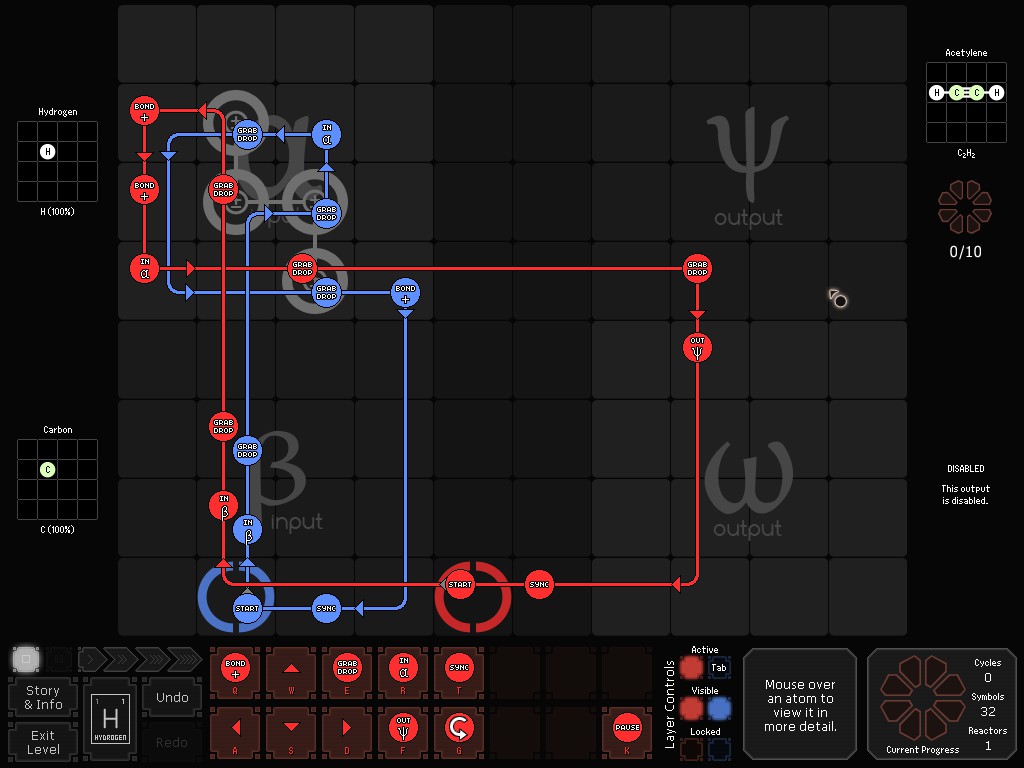 Acetylene
H C C H
C₂H₂
0/10
Hydrogen
H
H (100%)
BOND
+
GRAB
DROP
IN
α
α
ψ
output
BOND
+
GRAB
DROP
GRAB
DROP
IN
α
GRAB
DROP
GRAB
DROP
GRAB
DROP
BOND
+
OUT
ψ
Carbon
C
C (100%)
GRAB
DROP
GRAB
DROP
β
input
IN
β
IN
β
ω
output
DISABLED
This output
is disabled.
START
SYNC
START
SYNC
Story
& Info
Exit
Level
1 1
H
HYDROGEN
Undo
Redo
BOND
+
Q
W
GRAB
DROP
E
IN
α
R
SYNC
T
A
S
D
OUT
ψ
F
G
PAUSE
K
Layer Controls
Active
Tab
Visible
Locked
Mouse over
an atom to
view it in
more detail.
Cycles
0
Symbols
32
Reactors
1
Current Progress